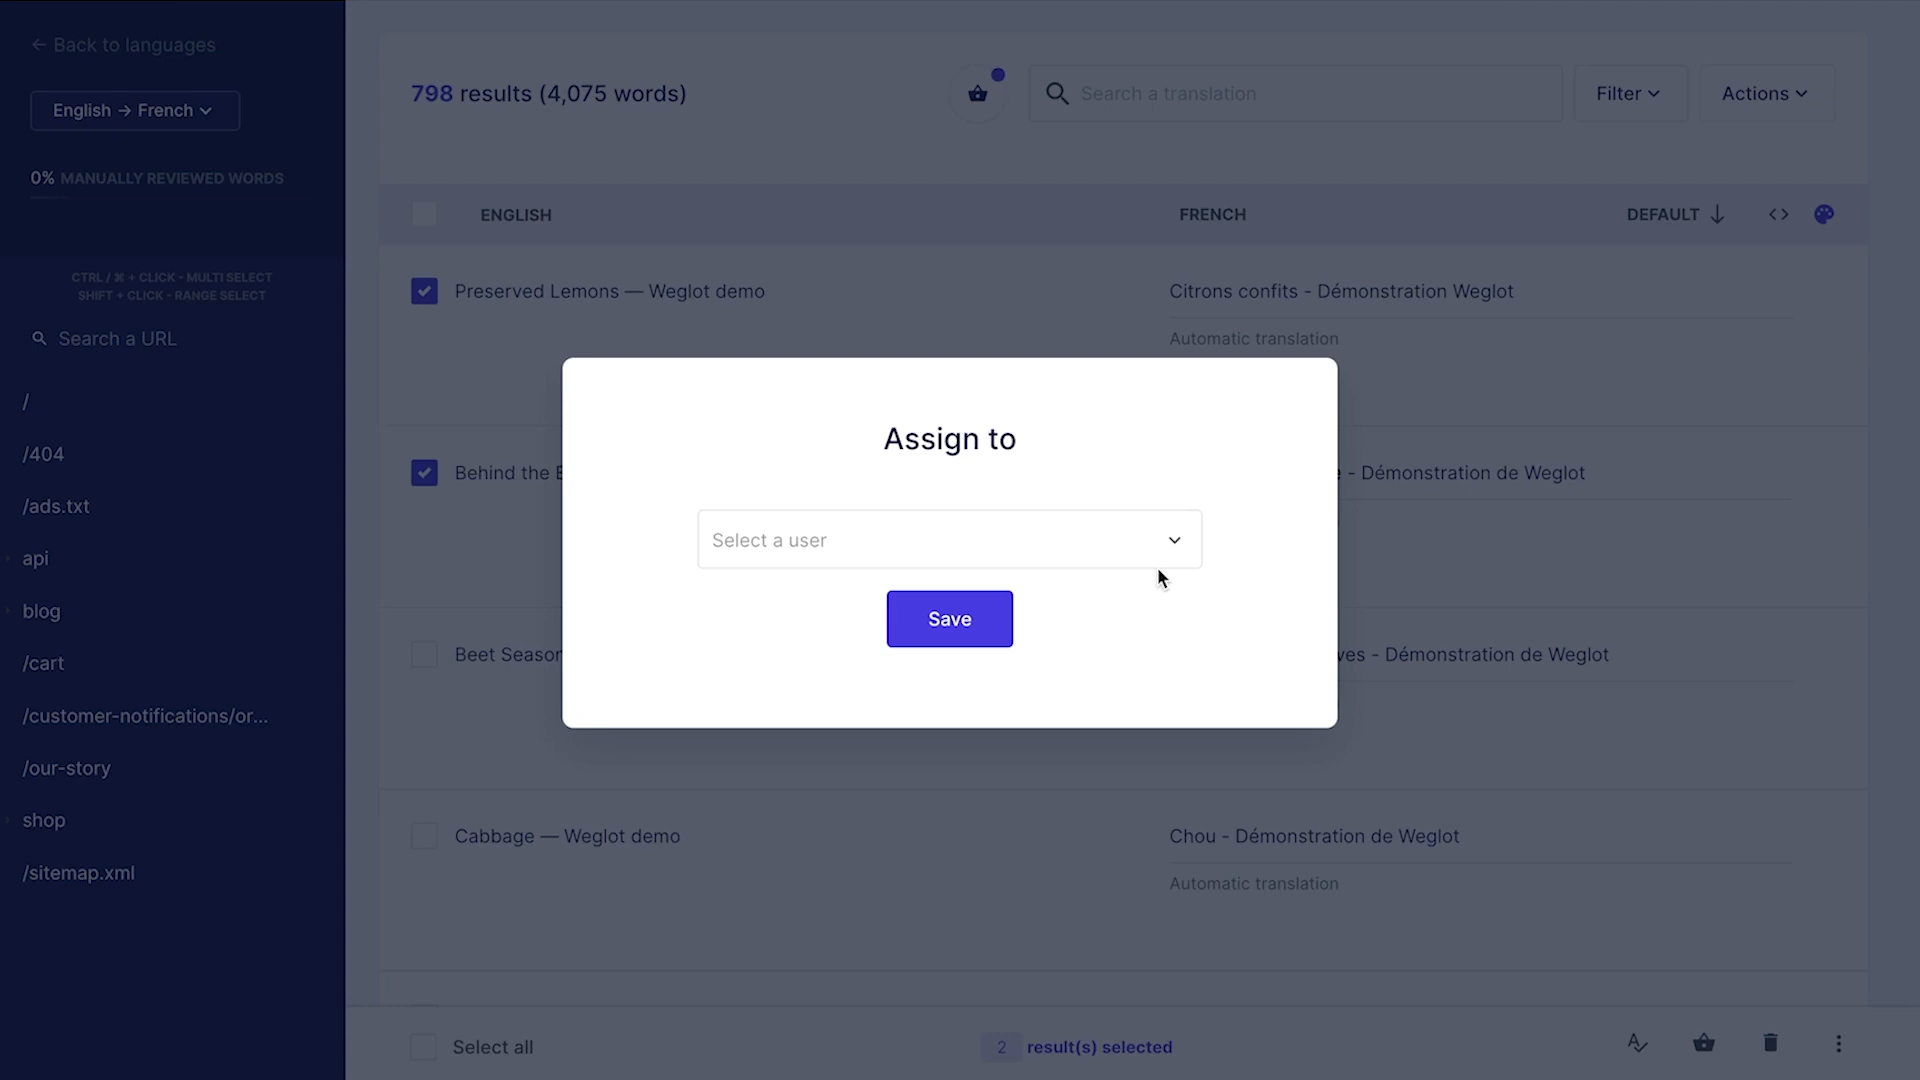 ← Back to languages
English → French
0% MANUALLY REVIEWED WORDS
CTRL / ⌘ + CLICK - MULTI SELECT
SHIFT + CLICK - RANGE SELECT
Search a URL
/
/404
/ads.txt
api
blog
/cart
/customer-notifications/or...
/our-story
shop
/sitemap.xml
798 results (4,075 words)
Search a translation
Filter
Actions
ENGLISH
FRENCH
DEFAULT ↓
<>
Preserved Lemons — Weglot demo
Citrons confits - Démonstration Weglot
Automatic translation
Behind the
- Démonstration de Weglot
Beet Season
- Démonstration de Weglot
Cabbage — Weglot demo
Chou - Démonstration de Weglot
Automatic translation
Assign to
Select a user
Save
Select all
2 result(s) selected